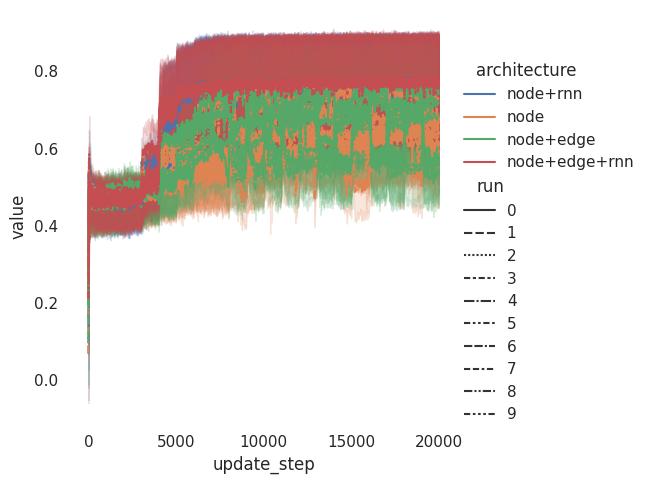 value
0.8
0.6
0.4
0.2
0.0
0 5000 10000 15000 20000
update_step
architecture
node+rnn
node
node+edge
node+edge+rnn
run
0
1
2
3
4
5
6
7
8
9